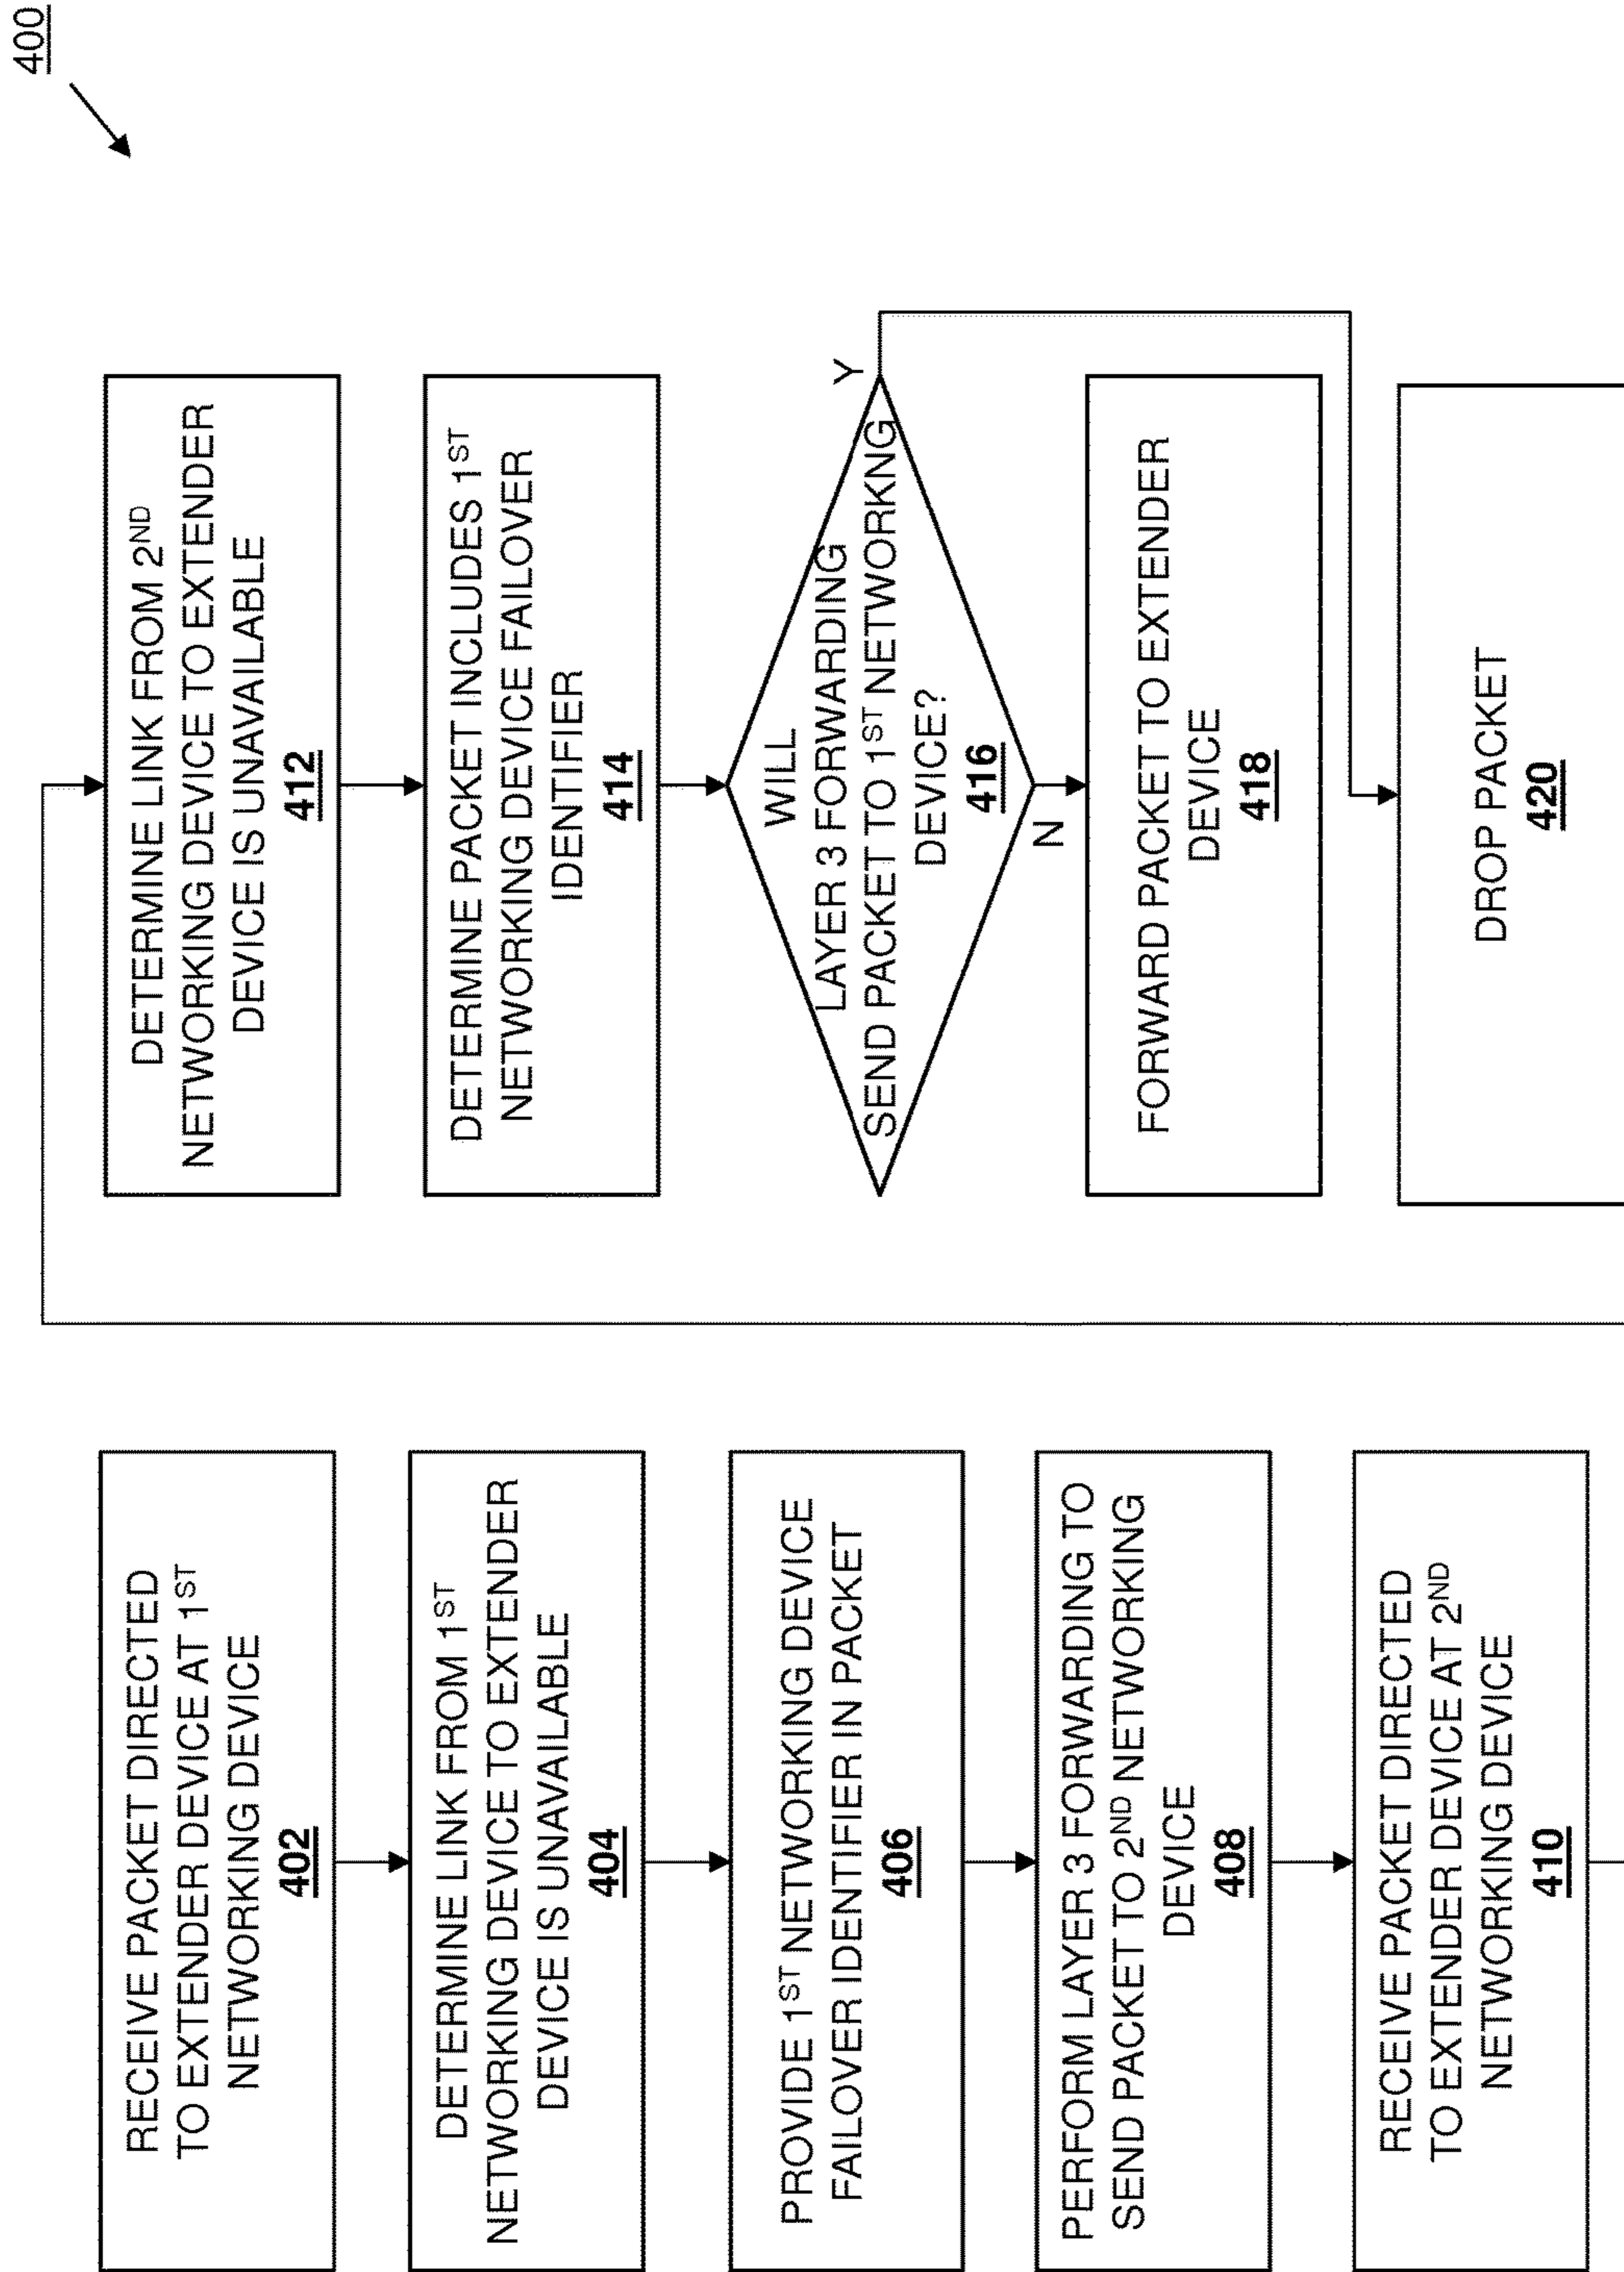 400
RECEIVE PACKET DIRECTED
TO EXTENDER DEVICE AT 1ST
NETWORKING DEVICE
402
DETERMINE LINK FROM 1ST
NETWORKING DEVICE TO EXTENDER
DEVICE IS UNAVAILABLE
404
PROVIDE 1ST NETWORKING DEVICE
FAILOVER IDENTIFIER IN PACKET
406
PERFORM LAYER 3 FORWARDING TO
SEND PACKET TO 2ND NETWORKING
DEVICE
408
RECEIVE PACKET DIRECTED
TO EXTENDER DEVICE AT 2ND
NETWORKING DEVICE
410
DETERMINE LINK FROM 2ND
NETWORKING DEVICE TO EXTENDER
DEVICE IS UNAVAILABLE
412
DETERMINE PACKET INCLUDES 1ST
NETWORKING DEVICE FAILOVER
IDENTIFIER
414
WILL
LAYER 3 FORWARDING
SEND PACKET TO 1ST NETWORKNG
DEVICE?
416
Y
N
FORWARD PACKET TO EXTENDER
DEVICE
418
DROP PACKET
420